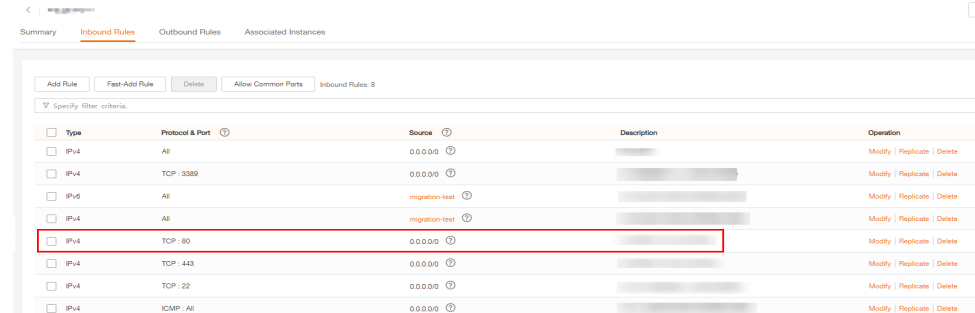 Summary Inbound Rules Outbound Rules Associated Instances
Add Rule Fast-Add Rule Delete Allow Common Ports Inbound Rules: 8
Specify filter criteria.
Type Protocol & Port Source Description Operation
IPv4 All 0.0.0.0/0 Modify | Replicate | Delete
IPv4 TCP : 3389 0.0.0.0/0 Modify | Replicate | Delete
IPv6 All migration-test Modify | Replicate | Delete
IPv4 All migration-test Modify | Replicate | Delete
IPv4 TCP : 80 0.0.0.0/0 Modify | Replicate | Delete
IPv4 TCP : 443 0.0.0.0/0 Modify | Replicate | Delete
IPv4 TCP : 22 0.0.0.0/0 Modify | Replicate | Delete
IPv4 ICMP : All 0.0.0.0/0 Modify | Replicate | Delete